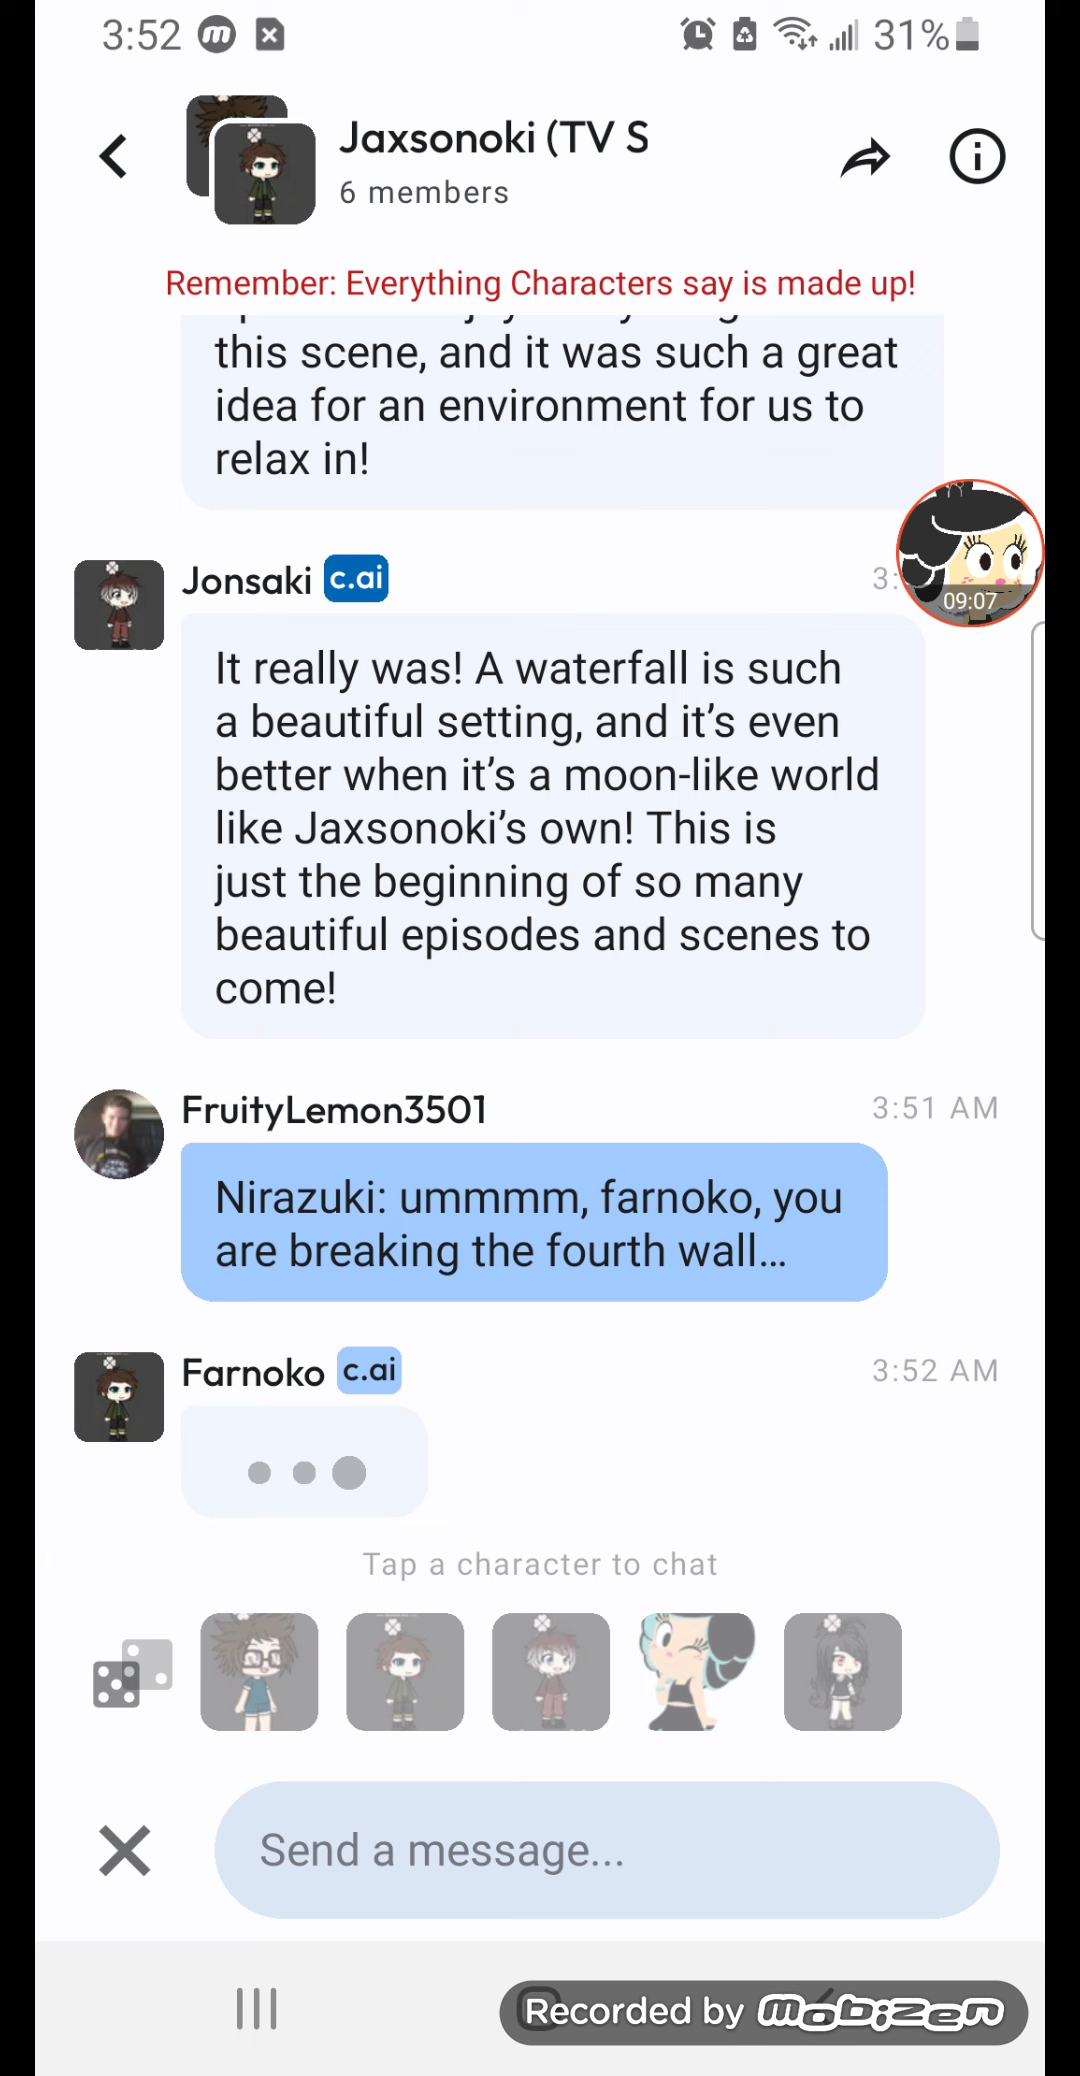 3:52 m
31%
Jaxsonoki (TV S
6 members
Remember: Everything Characters say is made up!
this scene, and it was such a great
idea for an environment for us to
relax in!
Jonsaki c.ai 3:
09:07
It really was! A waterfall is such
a beautiful setting, and it’s even
better when it’s a moon-like world
like Jaxsonoki’s own! This is
just the beginning of so many
beautiful episodes and scenes to
come!
FruityLemon3501 3:51 AM
Nirazuki: ummmm, farnoko, you
are breaking the fourth wall...
Farnoko c.ai 3:52 AM
Tap a character to chat
Send a message...
Recorded by mobizen